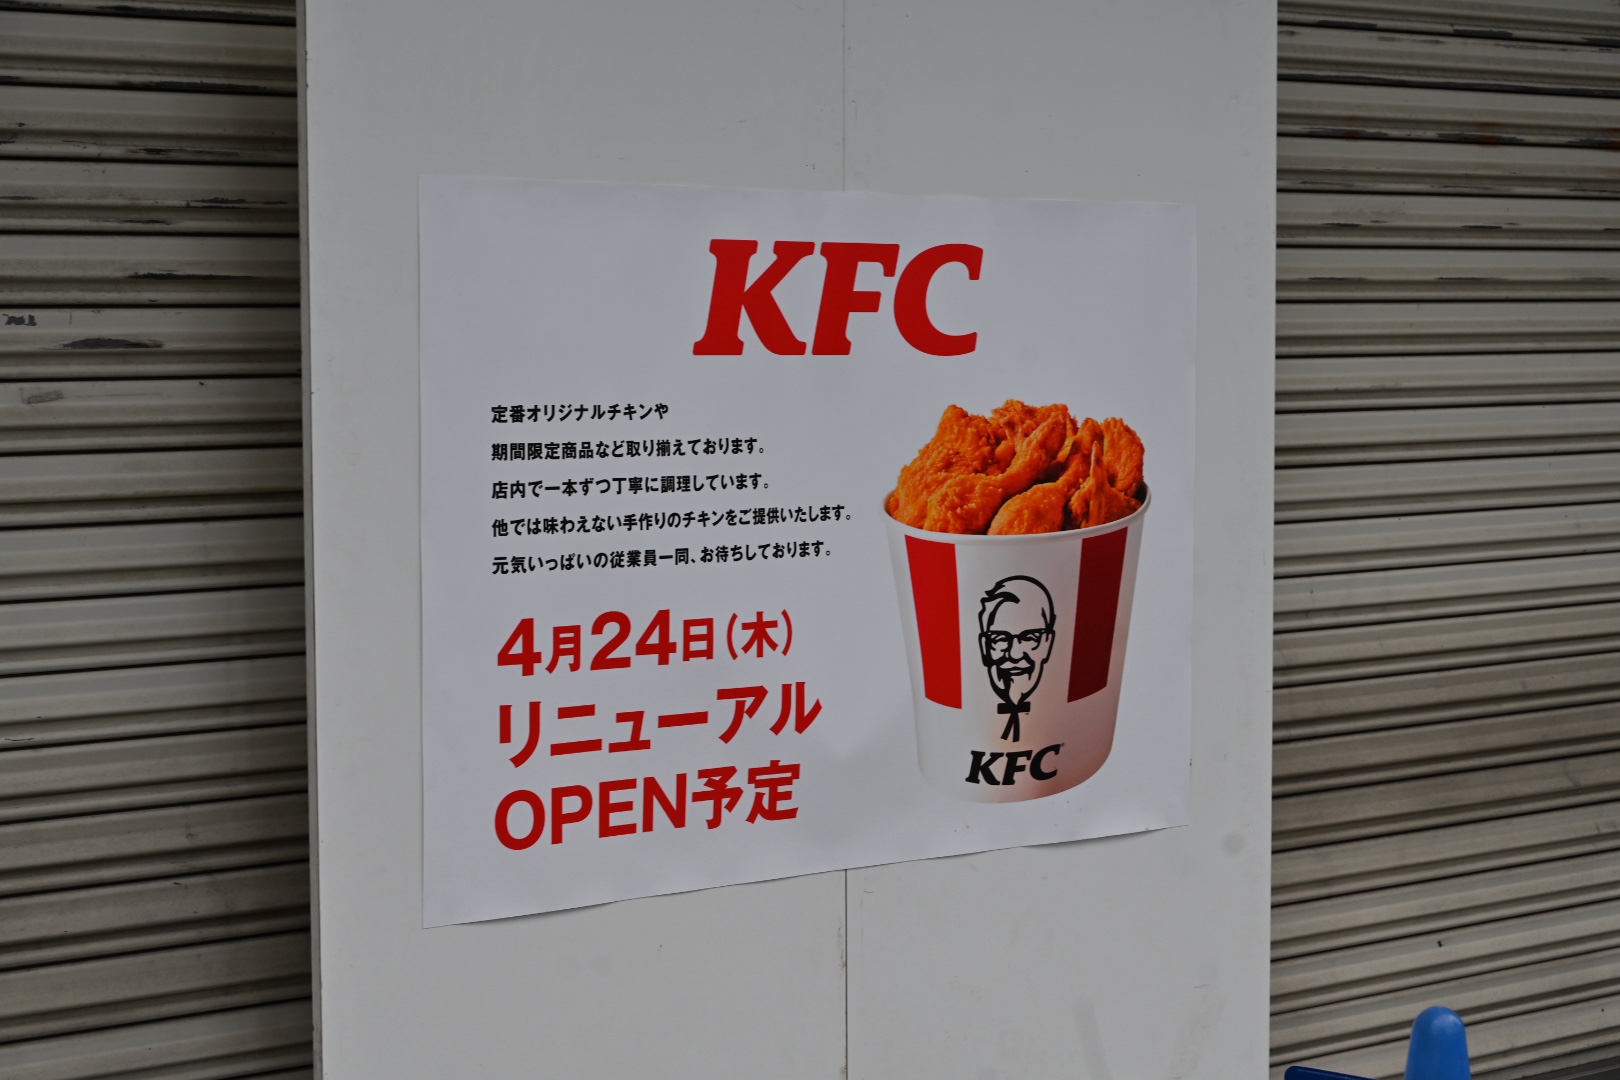 KFC
定番オリジナルチキンや
期間限定商品など取り揃えております。
店内で一本ずつ丁寧に調理しています。
他では味わえない手作りのチキンをご提供いたします。
元気いっぱいの従業員一同、お待ちしております。
4月24日(木)
リニューアル
OPEN予定
KFC